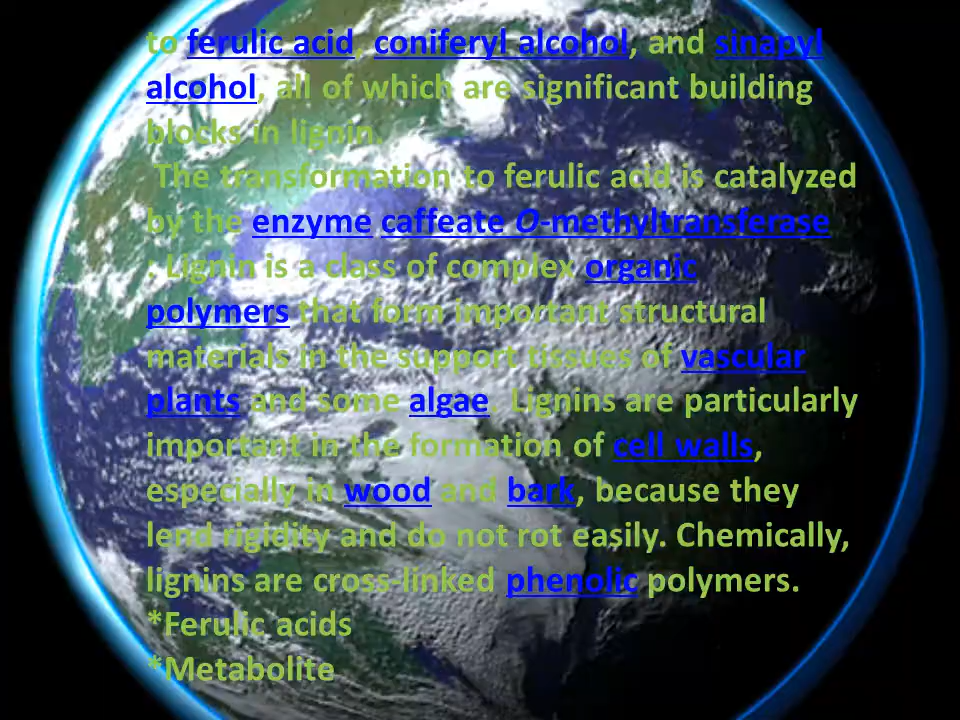 to ferulic acid, coniferyl alcohol, and sinapyl
alcohol, all of which are significant building
blocks in lignin.
The transformation to ferulic acid is catalyzed
by the enzyme caffeate O-methyltransferase
. Lignin is a class of complex organic
polymers that form important structural
materials in the support tissues of vascular
plants and some algae. Lignins are particularly
important in the formation of cell walls,
especially in wood and bark, because they
lend rigidity and do not rot easily. Chemically,
lignins are cross-linked phenolic polymers.
*Ferulic acids
*Metabolite